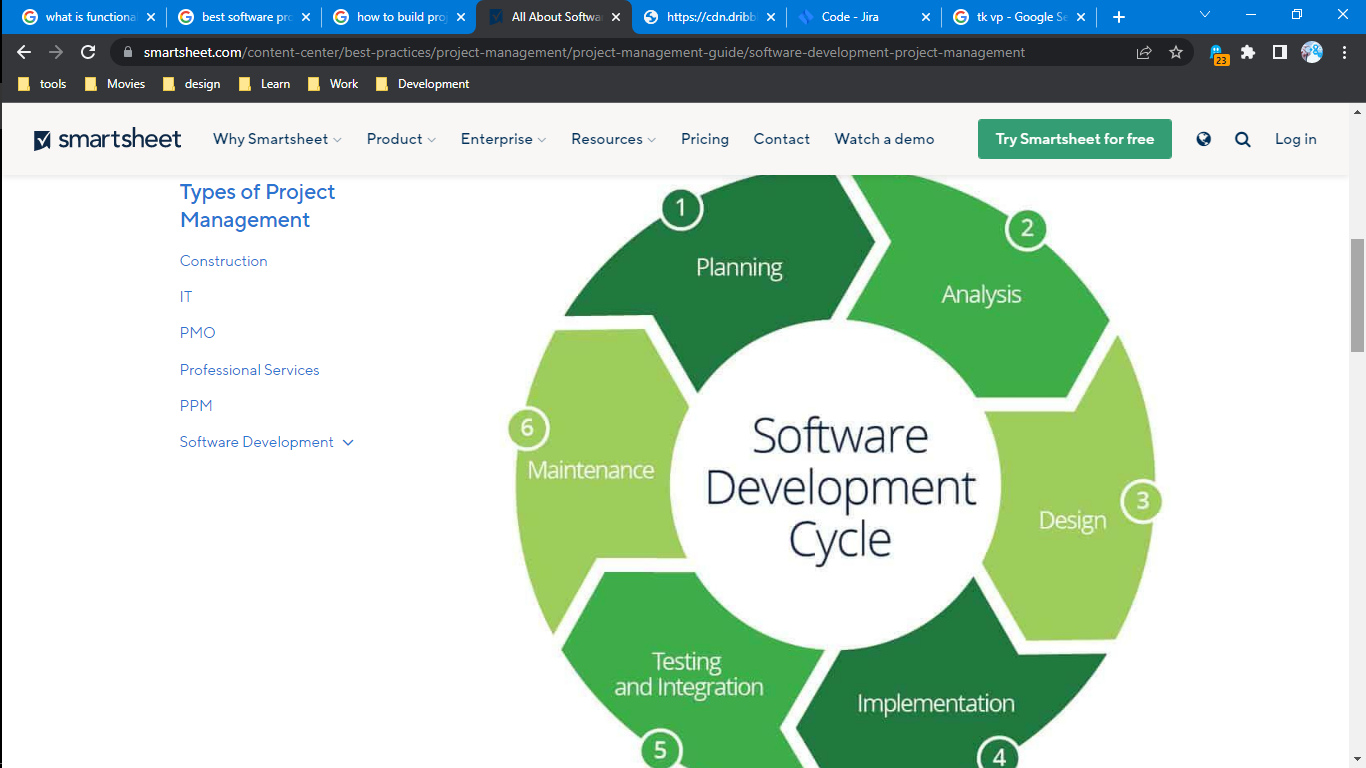 what is functiona
best software pro
how to build proj
All About Softwa
https://cdn.dribb
Code - Jira
tk vp - Google Se
smartsheet.com/content-center/best-practices/project-management/project-management-guide/software-development-project-management
23
tools
Movies
design
Learn
Work
Development
smartsheet
Why Smartsheet
Product
Enterprise
Resources
Pricing
Contact
Watch a demo
Try Smartsheet for free
Log in
Types of Project
Management
Construction
IT
PMO
Professional Services
PPM
Software Development
1
Planning
2
Analysis
3
Design
4
Implementation
5
Testing
and Integration
6
Maintenance
Software
Development
Cycle